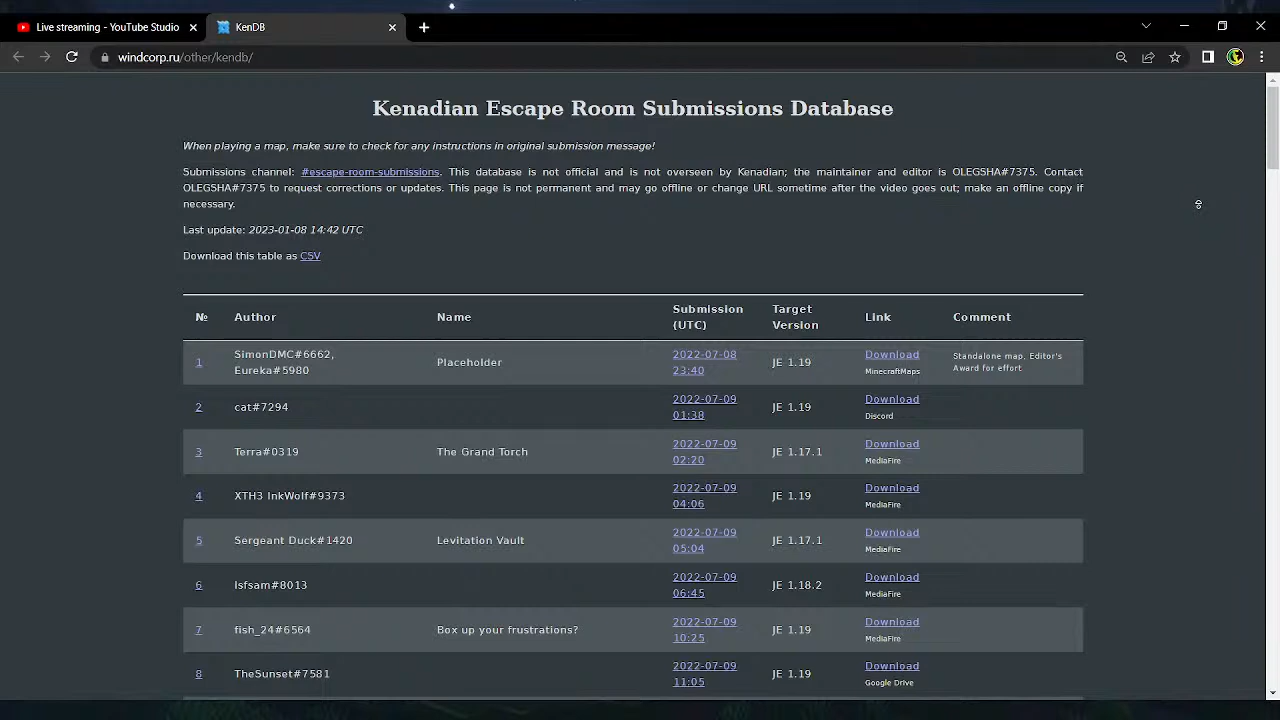 Live streaming - YouTube Studio
KenDB
windcorp.ru/other/kendb/
Kenadian Escape Room Submissions Database
When playing a map, make sure to check for any instructions in original submission message!
Submissions channel: #escape-room-submissions. This database is not official and is not overseen by Kenadian; the maintainer and editor is OLEGSHA#7375. Contact
OLEGSHA#7375 to request corrections or updates. This page is not permanent and may go offline or change URL sometime after the video goes out; make an offline copy if
necessary.
Last update: 2023-01-08 14:42 UTC
Download this table as CSV
№ Author Name Submission (UTC) Target Version Link Comment
1 SimonDMC#6662, Eureka#5980 Placeholder 2022-07-08 23:40 JE 1.19 Download MinecraftMaps Standalone map, Editor's Award for effort
2 cat#7294 2022-07-09 01:38 JE 1.19 Download Discord
3 Terra#0319 The Grand Torch 2022-07-09 02:20 JE 1.17.1 Download MediaFire
4 XTH3 InkWolf#9373 2022-07-09 04:06 JE 1.19 Download MediaFire
5 Sergeant Duck#1420 Levitation Vault 2022-07-09 05:04 JE 1.17.1 Download MediaFire
6 lsfsam#8013 2022-07-09 06:45 JE 1.18.2 Download MediaFire
7 fish_24#6564 Box up your frustrations? 2022-07-09 10:25 JE 1.19 Download MediaFire
8 TheSunset#7581 2022-07-09 11:05 JE 1.19 Download Google Drive